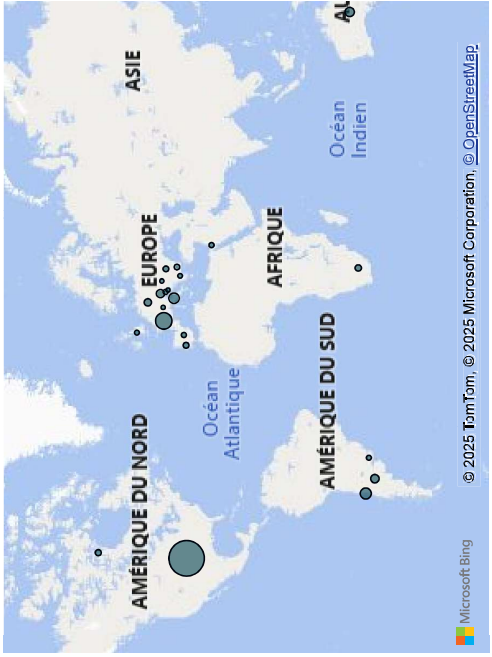 AMÉRIQUE DU NORD
EUROPE
ASIE
Océan
Atlantique
AFRIQUE
AMÉRIQUE DU SUD
Océan
Indien
AU
Microsoft Bing
© 2025 TomTom, © 2025 Microsoft Corporation, © OpenStreetMap